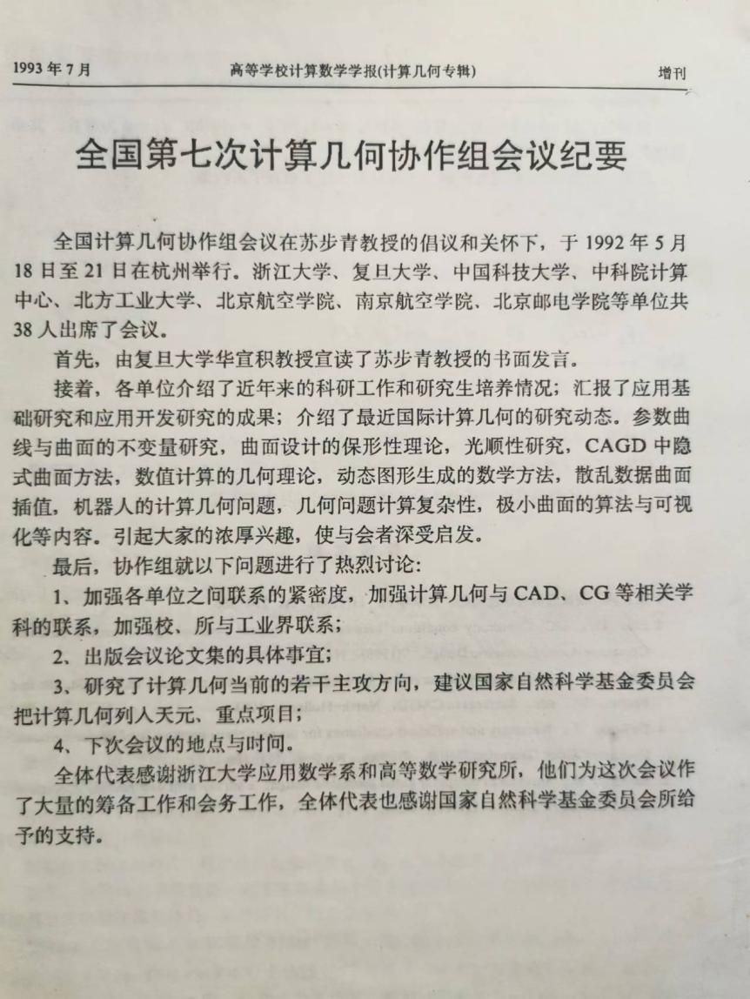 1993 年 7 月 高等学校计算数学学报(计算几何专辑) 增刊
全国第七次计算几何协作组会议纪要
全国计算几何协作组会议在苏步青教授的倡议和关怀下，于 1992 年 5 月
18 日至 21 日在杭州举行。浙江大学、复旦大学、中国科技大学、中科院计算
中心、北方工业大学、北京航空学院、南京航空学院、北京邮电学院等单位共
38 人出席了会议。
首先，由复旦大学华宣积教授宣读了苏步青教授的书面发言。
接着，各单位介绍了近年来的科研工作和研究生培养情况；汇报了应用基
础研究和应用开发研究的成果；介绍了最近国际计算几何的研究动态。参数曲
线与曲面的不变量研究，曲面设计的保形性理论，光顺性研究，CAGD 中隐
式曲面方法，数值计算的几何理论，动态图形生成的数学方法，散乱数据曲面
插值，机器人的计算几何问题，几何问题计算复杂性，极小曲面的算法与可视
化等内容。引起大家的浓厚兴趣，使与会者深受启发。
最后，协作组就以下问题进行了热烈讨论:
1、加强各单位之间联系的紧密度，加强计算几何与 CAD、CG 等相关学
科的联系，加强校、所与工业界联系；
2、出版会议论文集的具体事宜；
3、研究了计算几何当前的若干主攻方向，建议国家自然科学基金委员会
把计算几何列人天元、重点项目；
4、下次会议的地点与时间。
全体代表感谢浙江大学应用数学系和高等数学研究所，他们为这次会议作
了大量的筹备工作和会务工作，全体代表也感谢国家自然科学基金委员会所给
予的支持。